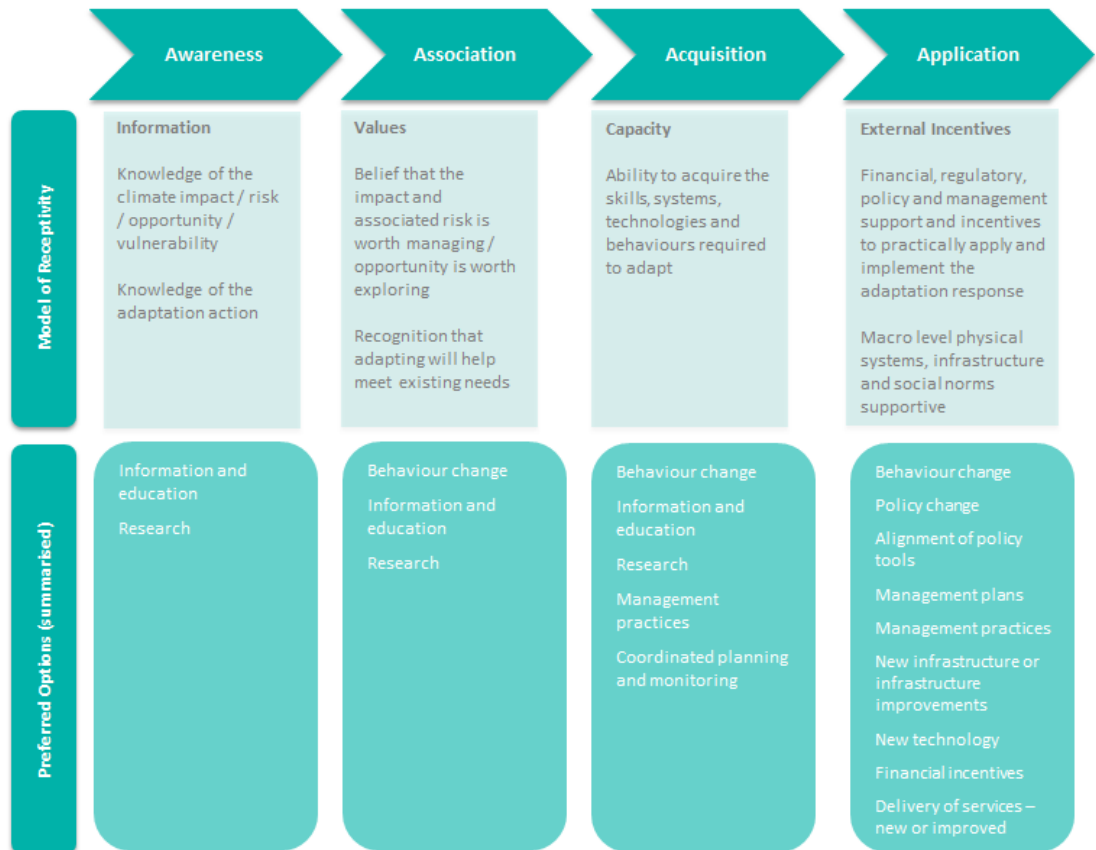 Awareness
Association
Acquisition
Application
Model of Receptivity
Information
Knowledge of the
climate impact / risk
/ opportunity /
vulnerability
Knowledge of the
adaptation action
Values
Belief that the
impact and
associated risk is
worth managing /
opportunity is worth
exploring
Recognition that
adapting will help
meet existing needs
Capacity
Ability to acquire the
skills, systems,
technologies and
behaviours required
to adapt
External Incentives
Financial, regulatory,
policy and management
support and incentives
to practically apply and
implement the
adaptation response
Macro level physical
systems, infrastructure
and social norms
supportive
Preferred Options (summarised)
Information and
education
Research
Behaviour change
Information and
education
Research
Behaviour change
Information and
education
Research
Management
practices
Coordinated planning
and monitoring
Behaviour change
Policy change
Alignment of policy
tools
Management plans
Management practices
New infrastructure or
infrastructure
improvements
New technology
Financial incentives
Delivery of services –
new or improved